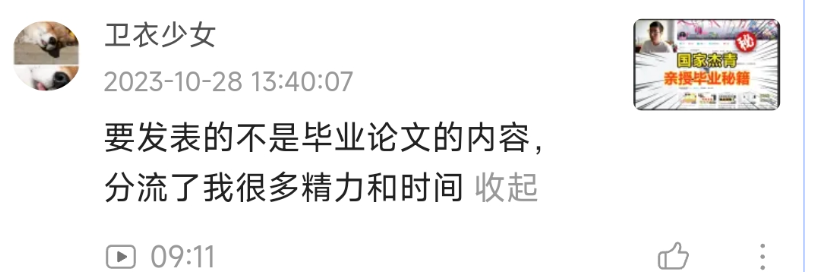 卫衣少女
2023-10-28 13:40:07
秘
国家杰青
亲授毕业秘籍
要发表的不是毕业论文的内容，
分流了我很多精力和时间 收起
09:11